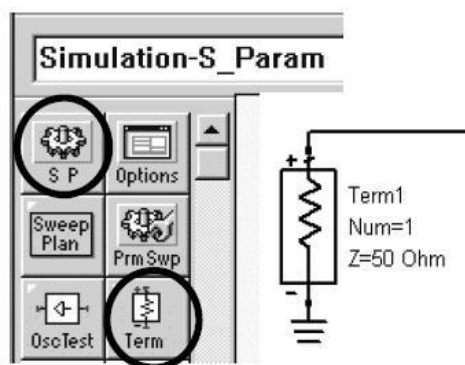 Simulation-S_Param
S P
Options
Sweep
Plan
Prm Swp
OscTest
Term
+
Term1
Num=1
Z=50 Ohm
-